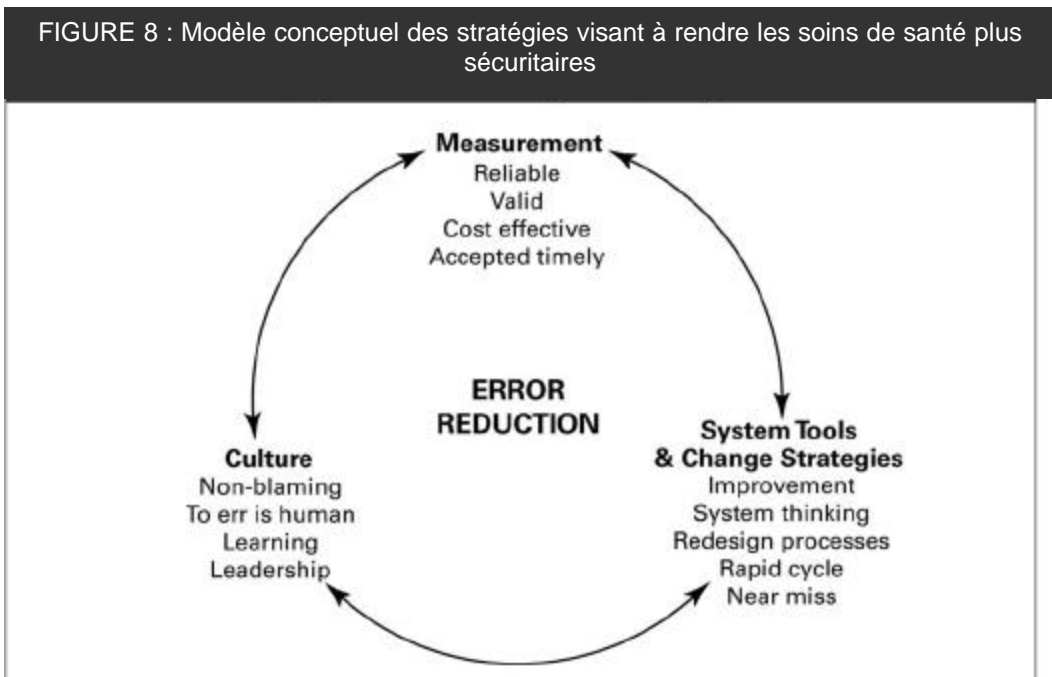 FIGURE 8 : Modèle conceptuel des stratégies visant à rendre les soins de santé plus
sécuritaires
Measurement
Reliable
Valid
Cost effective
Accepted timely
ERROR
REDUCTION
Culture
Non-blaming
To err is human
Learning
Leadership
System Tools
& Change Strategies
Improvement
System thinking
Redesign processes
Rapid cycle
Near miss